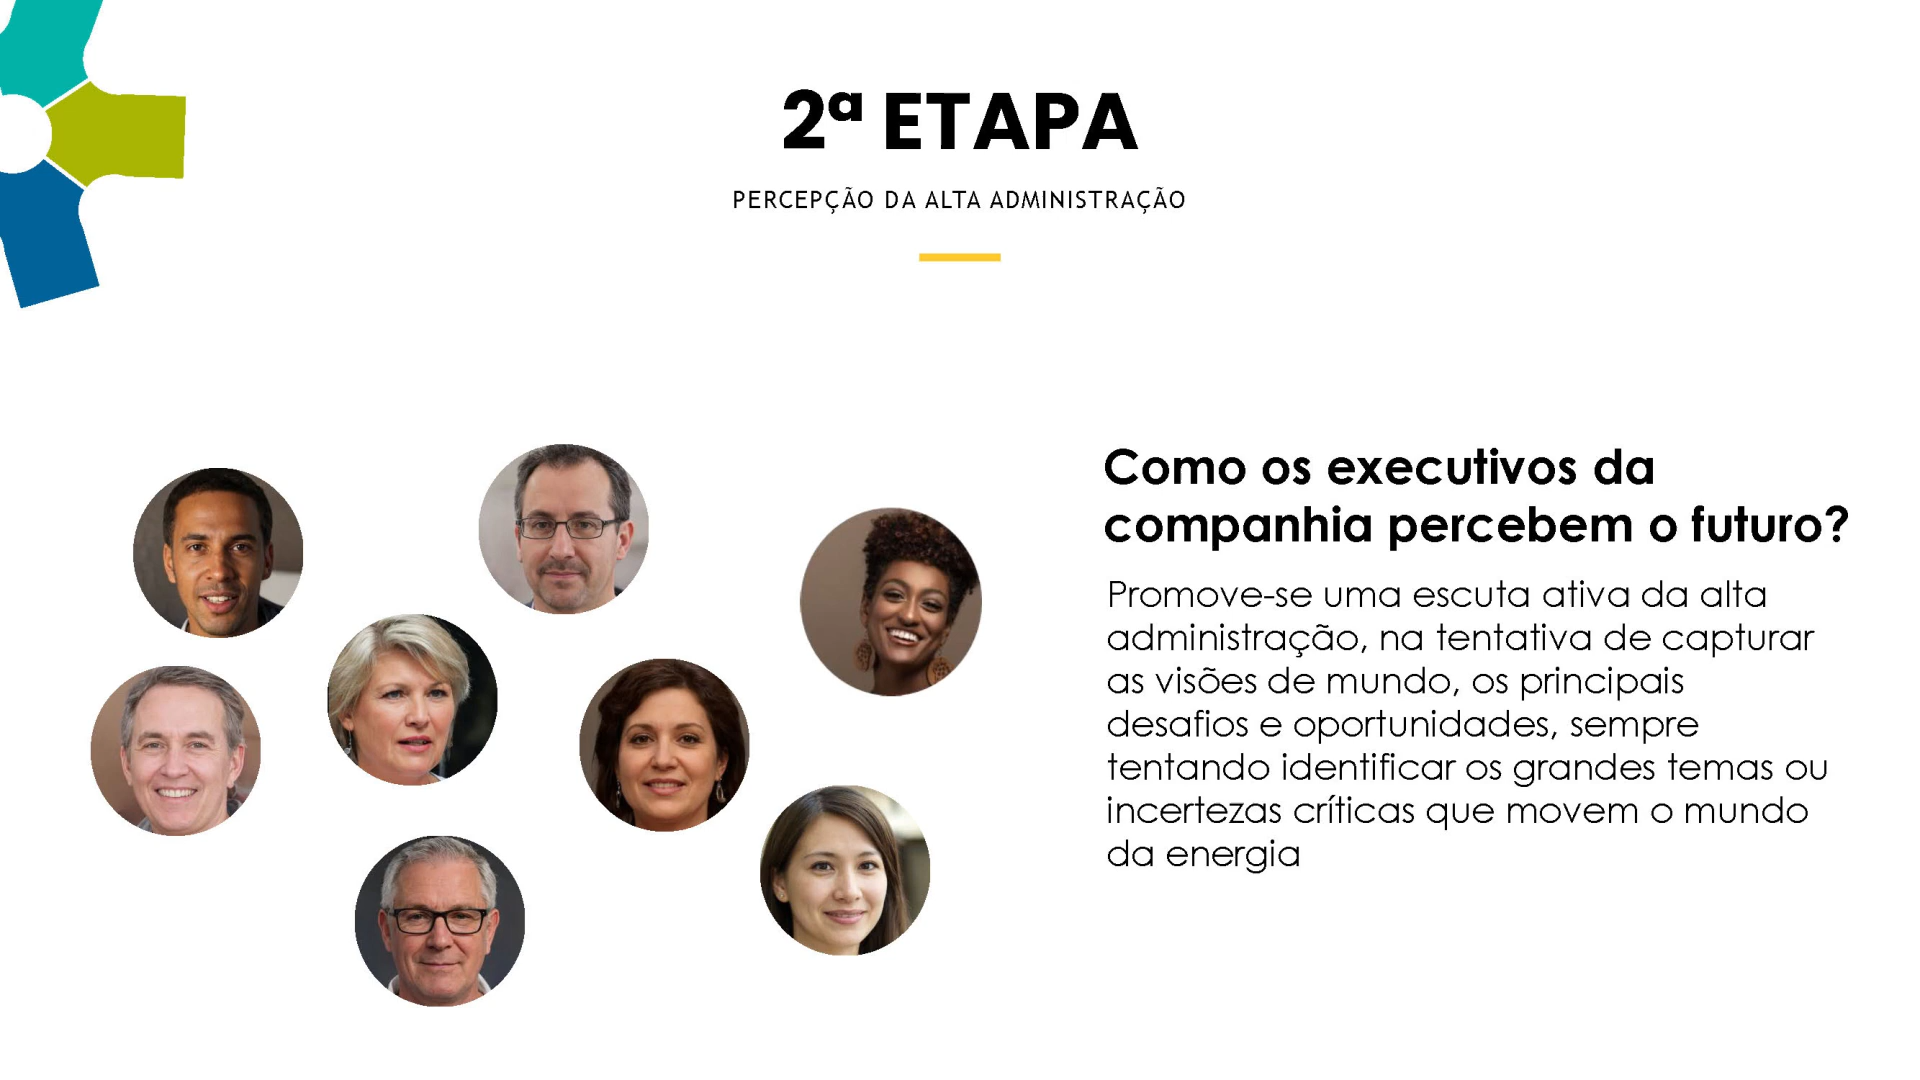 2ª ETAPA
PERCEPÇÃO DA ALTA ADMINISTRAÇÃO
Como os executivos da
companhia percebem o futuro?
Promove-se uma escuta ativa da alta
administração, na tentativa de capturar
as visões de mundo, os principais
desafios e oportunidades, sempre
tentando identificar os grandes temas ou
incertezas críticas que movem o mundo
da energia